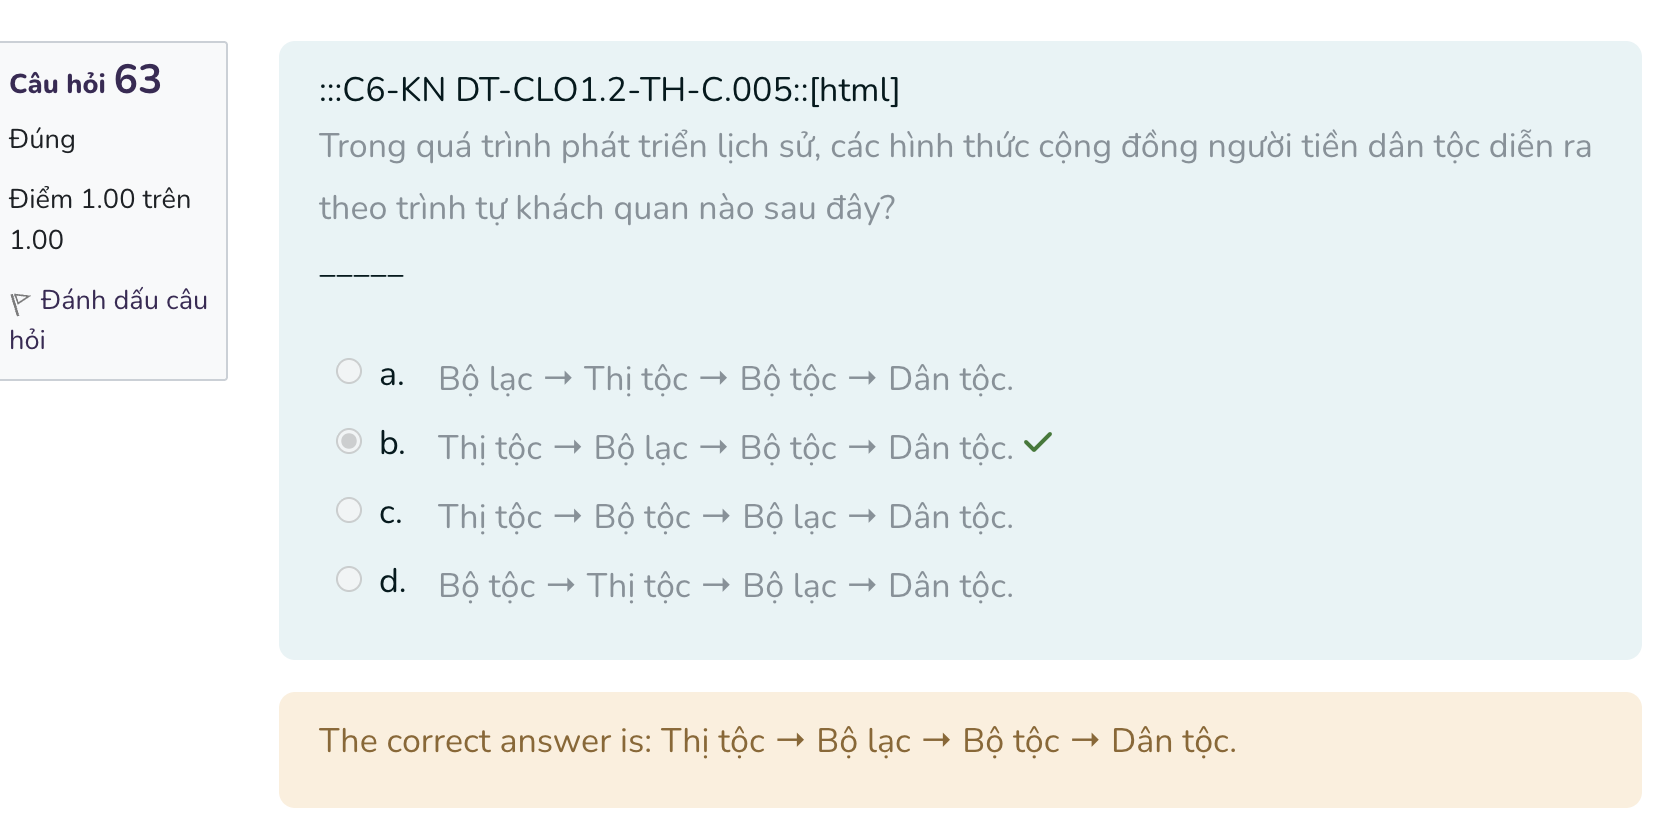 Câu hỏi 63
Đúng
Điểm 1.00 trên
1.00
Đánh dấu câu
hỏi
:::C6-KN DT-CLO1.2-TH-C.005::[html]
Trong quá trình phát triển lịch sử, các hình thức cộng đồng người tiền dân tộc diễn ra
theo trình tự khách quan nào sau đây?
_____
a. Bộ lạc → Thị tộc → Bộ tộc → Dân tộc.
b. Thị tộc → Bộ lạc → Bộ tộc → Dân tộc.
c. Thị tộc → Bộ tộc → Bộ lạc → Dân tộc.
d. Bộ tộc → Thị tộc → Bộ lạc → Dân tộc.
The correct answer is: Thị tộc → Bộ lạc → Bộ tộc → Dân tộc.